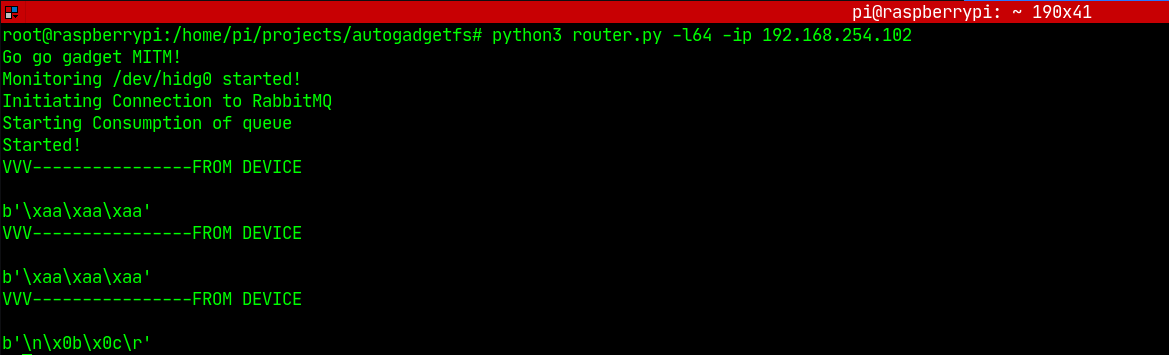 pi@raspberrypi: ~ 190x41
root@raspberrypi:/home/pi/projects/autogadgetfs# python3 router.py -l64 -ip 192.168.254.102
Go go gadget MITM!
Monitoring /dev/hidg0 started!
Initiating Connection to RabbitMQ
Starting Consumption of queue
Started!
VVV----------------FROM DEVICE
b'\xaa\xaa\xaa'
VVV----------------FROM DEVICE
b'\xaa\xaa\xaa'
VVV----------------FROM DEVICE
b'\n\x0b\x0c\r'